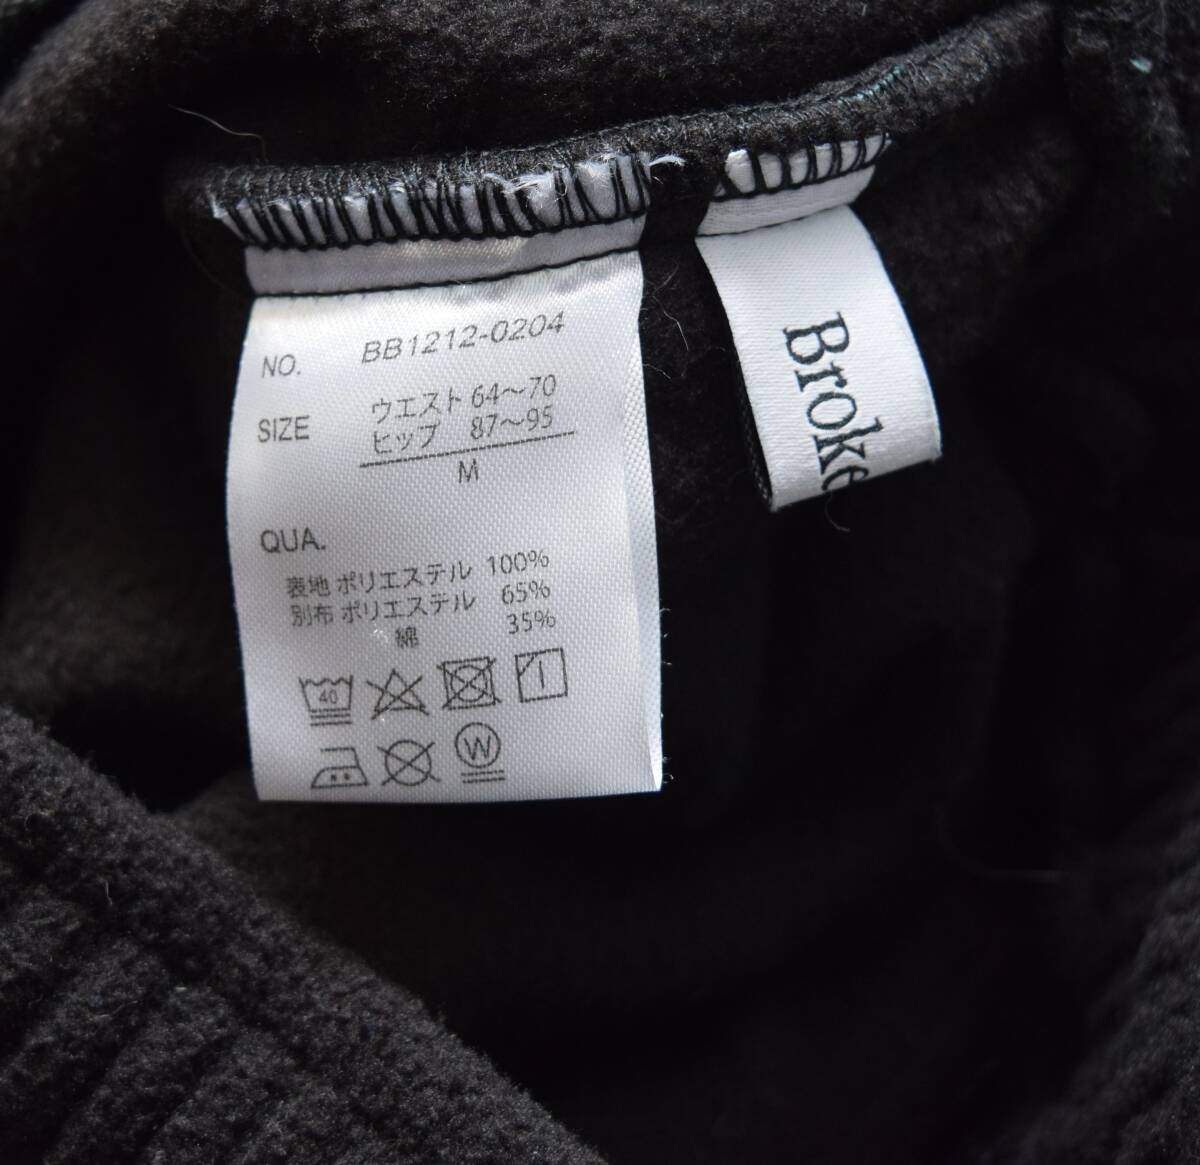 NO. BB1212-0204
SIZE ウエスト 64～70
ヒップ 87～95
M
QUA.
表地 ポリエステル 100%
別布 ポリエステル 65%
綿 35%
40
W
Broke